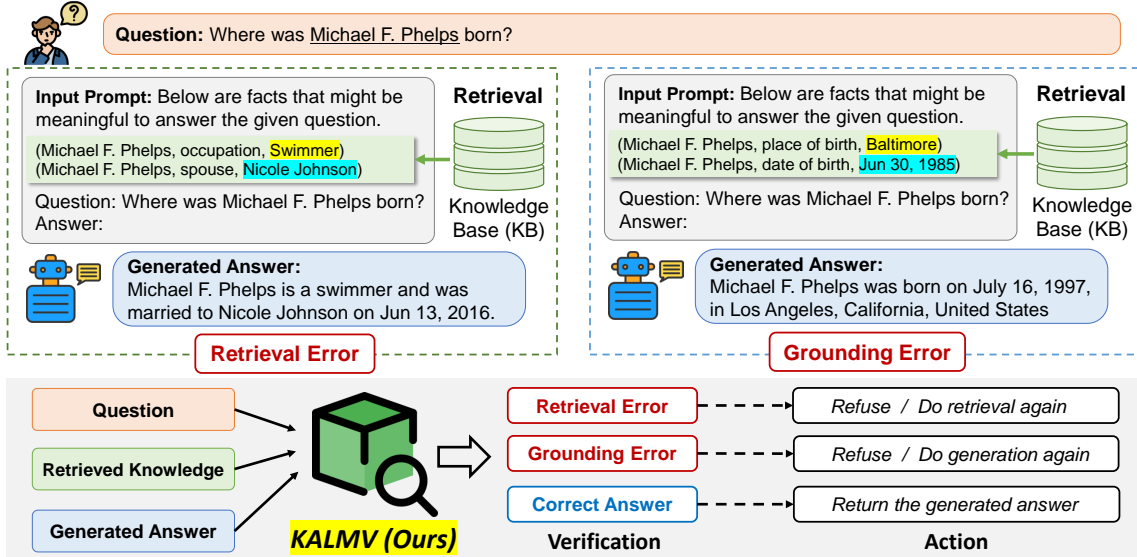 ?
Question: Where was Michael F. Phelps born?
Input Prompt: Below are facts that might be
meaningful to answer the given question.
(Michael F. Phelps, occupation, Swimmer)
(Michael F. Phelps, spouse, Nicole Johnson)
Question: Where was Michael F. Phelps born?
Answer:
Retrieval
Knowledge
Base (KB)
Generated Answer:
Michael F. Phelps is a swimmer and was
married to Nicole Johnson on Jun 13, 2016.
Retrieval Error
Input Prompt: Below are facts that might be
meaningful to answer the given question.
(Michael F. Phelps, place of birth, Baltimore)
(Michael F. Phelps, date of birth, Jun 30, 1985)
Question: Where was Michael F. Phelps born?
Answer:
Retrieval
Knowledge
Base (KB)
Generated Answer:
Michael F. Phelps was born on July 16, 1997,
in Los Angeles, California, United States
Grounding Error
Question
Retrieved Knowledge
Generated Answer
KALMV (Ours)
Retrieval Error
Refuse / Do retrieval again
Grounding Error
Refuse / Do generation again
Correct Answer
Return the generated answer
Verification
Action